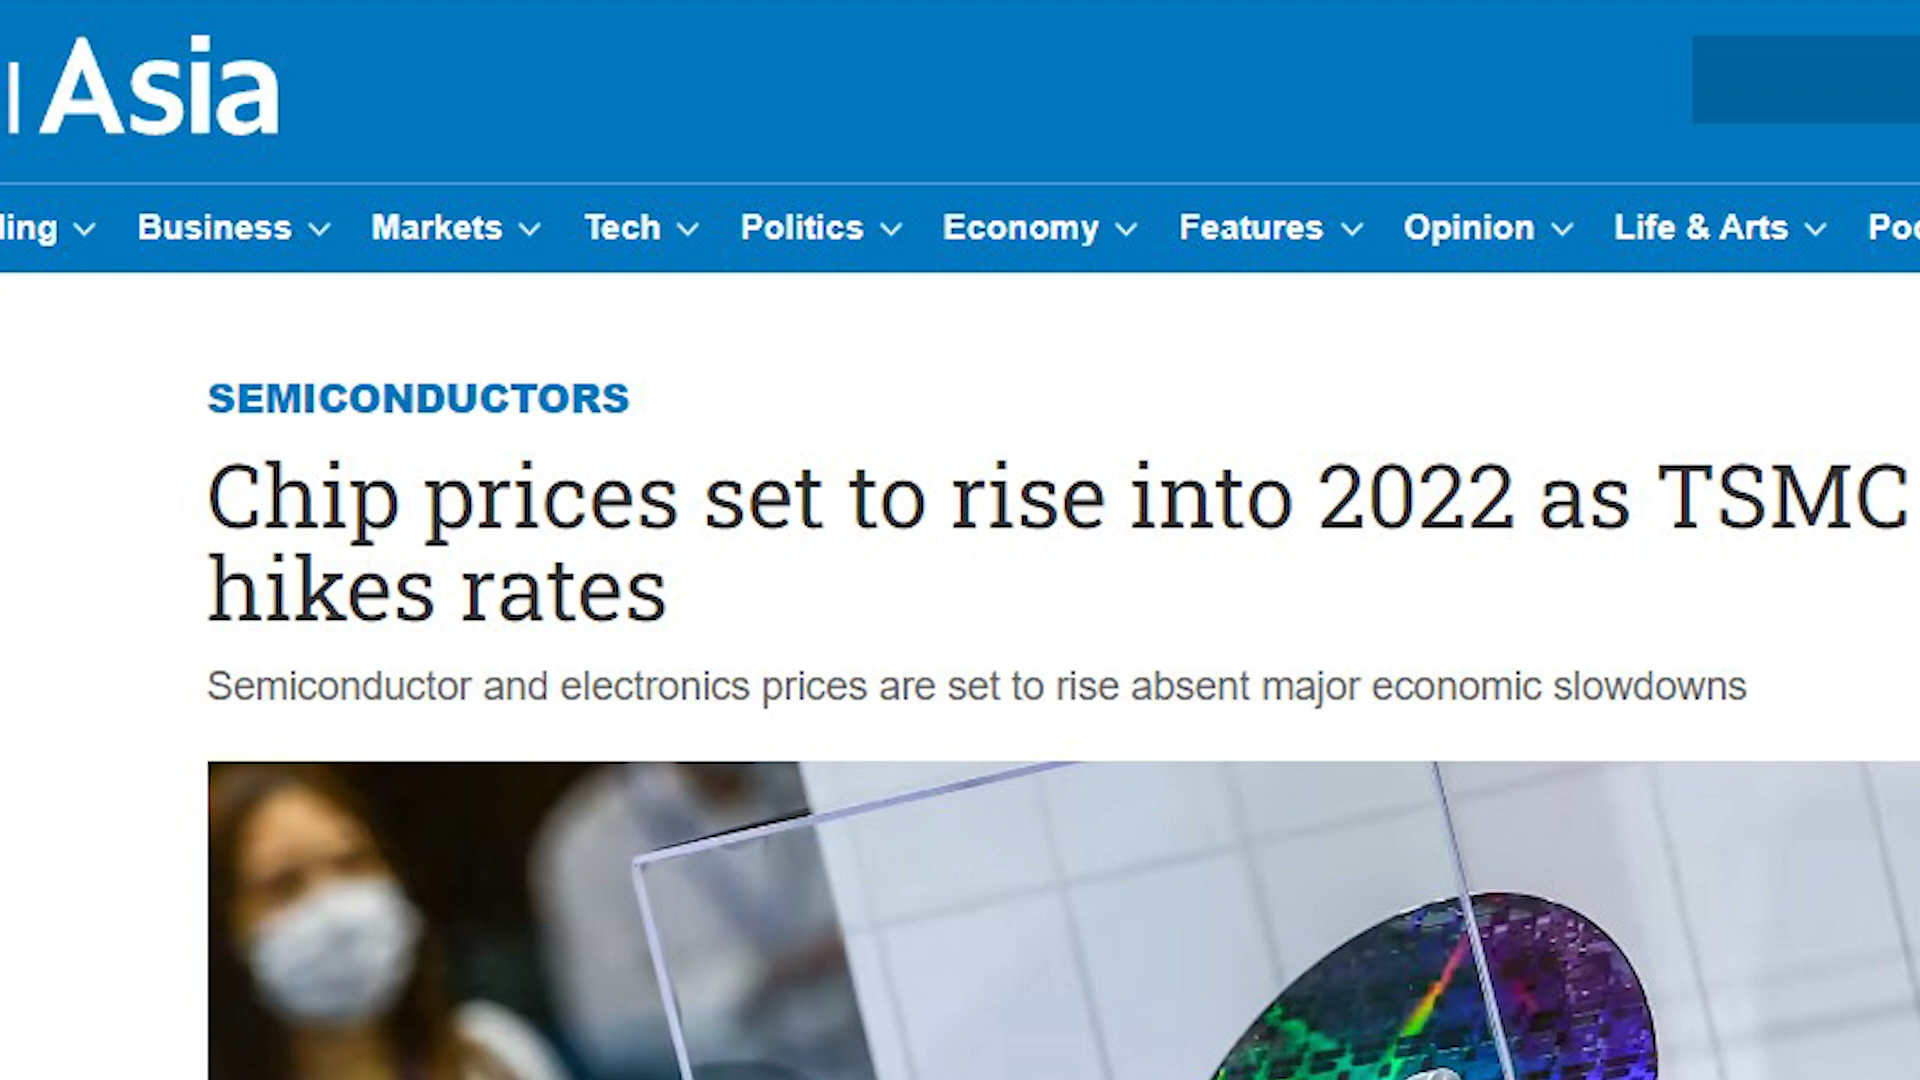 Asia
Business Markets Tech Politics Economy Features Opinion Life & Arts
SEMICONDUCTORS
Chip prices set to rise into 2022 as TSMC
hikes rates
Semiconductor and electronics prices are set to rise absent major economic slowdowns